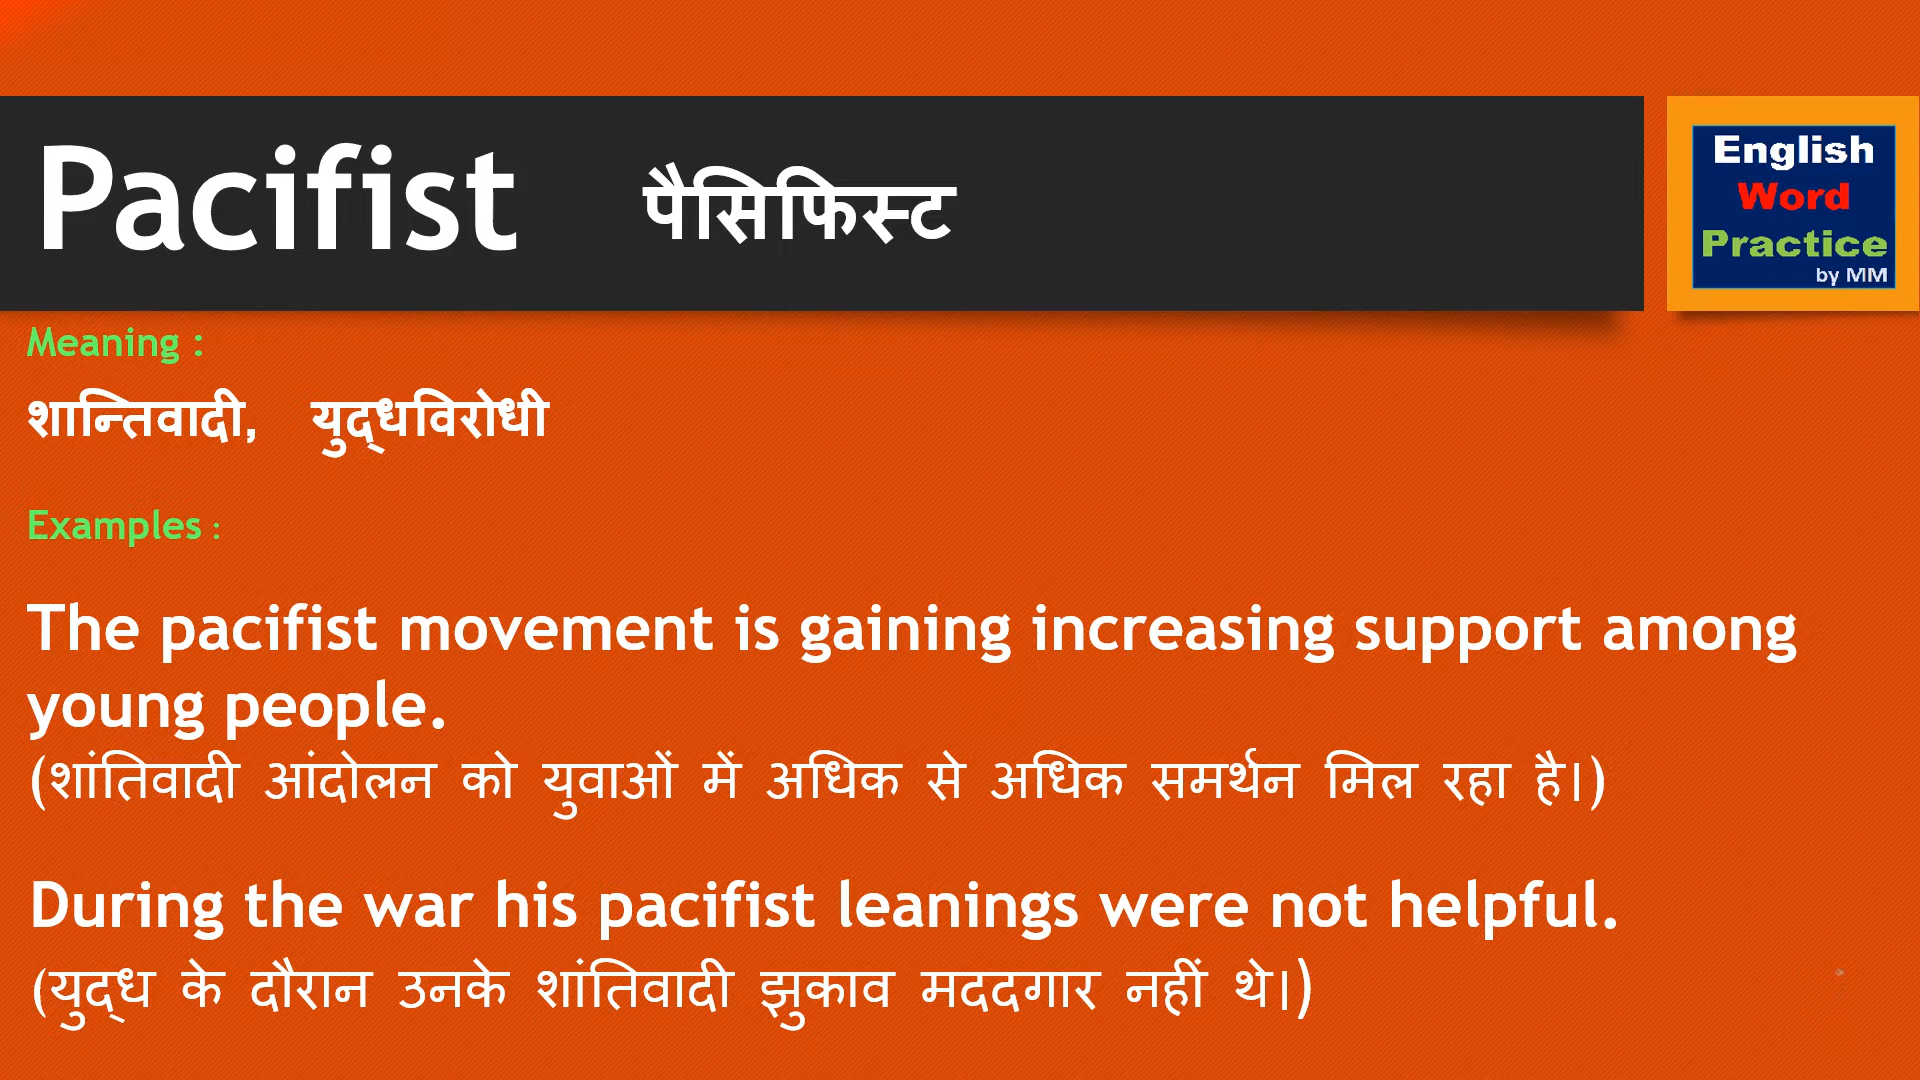 Pacifist पैसिफिस्ट
English
Word
Practice
by MM
Meaning :
शान्तिवादी, युद्धविरोधी
Examples :
The pacifist movement is gaining increasing support among
young people.
(शांतिवादी आंदोलन को युवाओं में अधिक से अधिक समर्थन मिल रहा है।)
During the war his pacifist leanings were not helpful.
(युद्ध के दौरान उनके शांतिवादी झुकाव मददगार नहीं थे।)